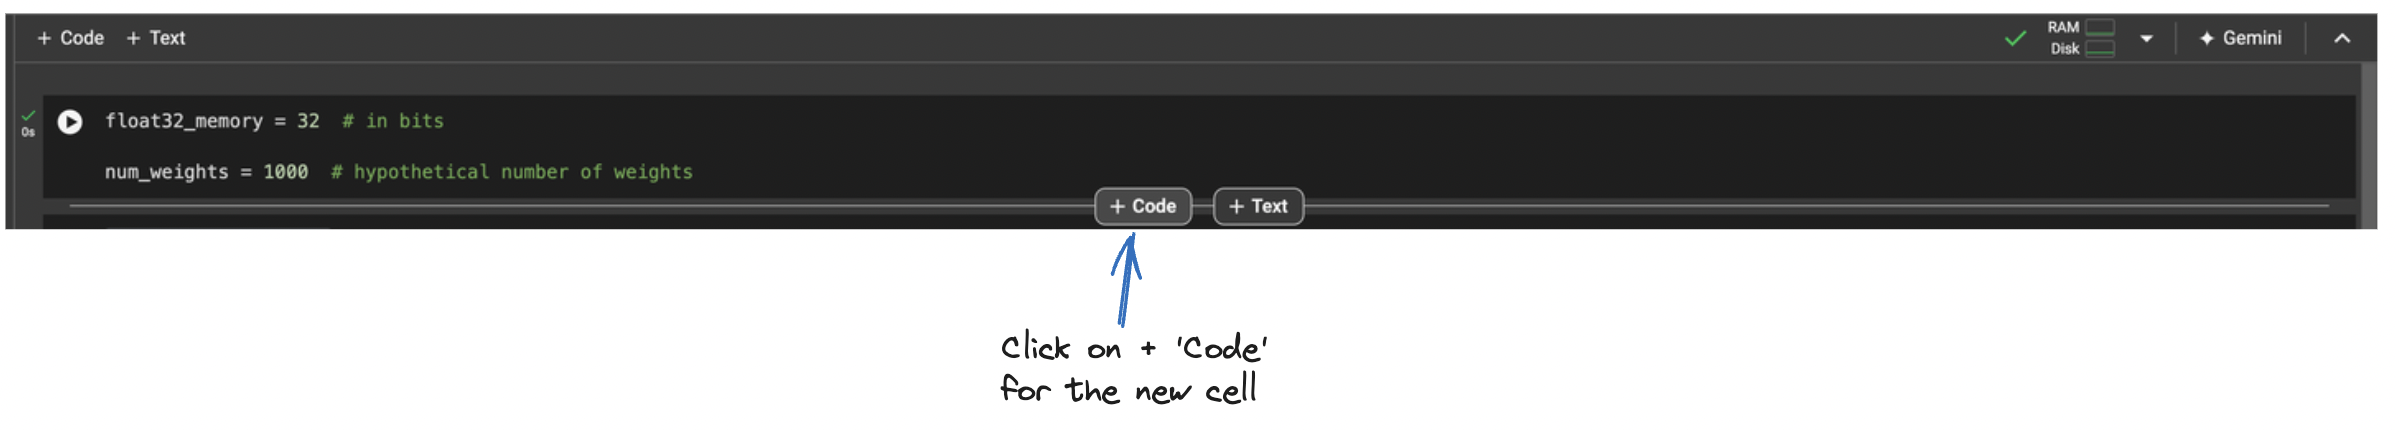 + Code + Text
RAM
Disk
Gemini
0s
float32_memory = 32 # in bits
num_weights = 1000 # hypothetical number of weights
+ Code + Text
Click on + 'Code'
for the new cell